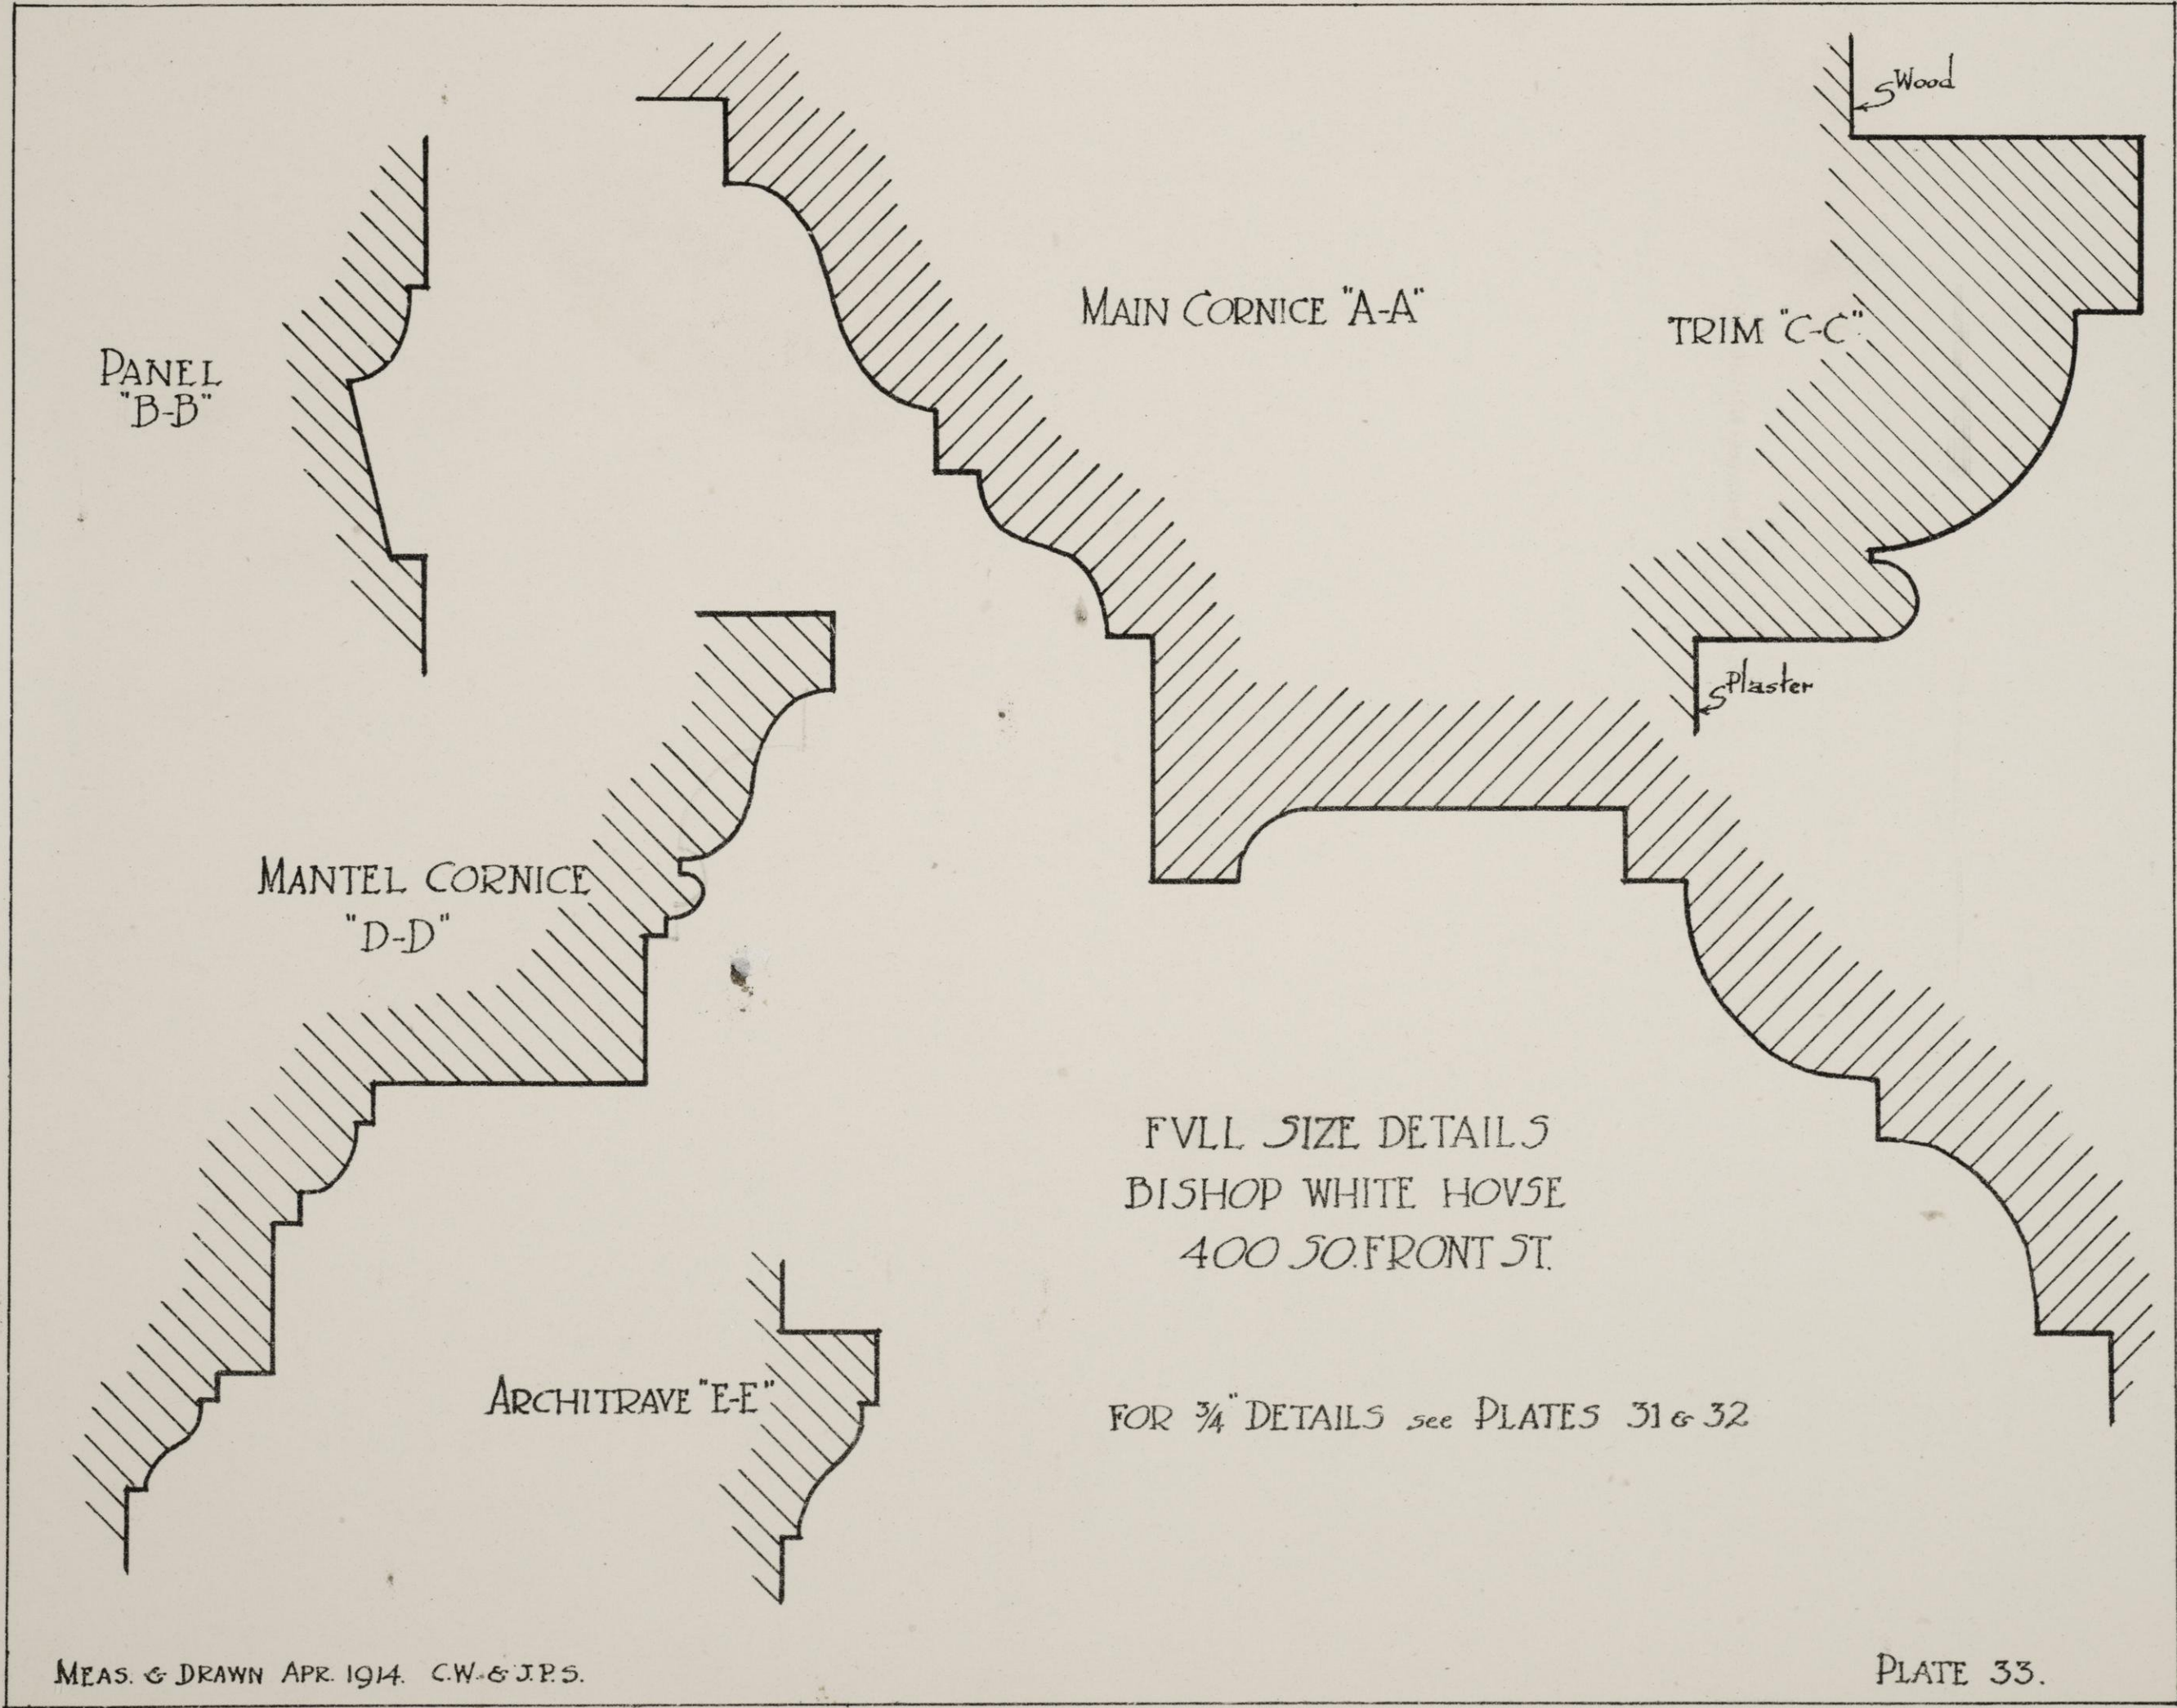 Wood
MAIN CORNICE "A-A"
TRIM "C-C"
PANEL
"B-B"
Plaster
MANTEL CORNICE
"D-D"
FVLL SIZE DETAILS
BISHOP WHITE HOVSE
400 SO. FRONT ST.
ARCHITRAVE "E-E"
FOR ¾" DETAILS see PLATES 31 & 32
MEAS. & DRAWN APR. 1914. C.W. & J.P.S.
PLATE 33.